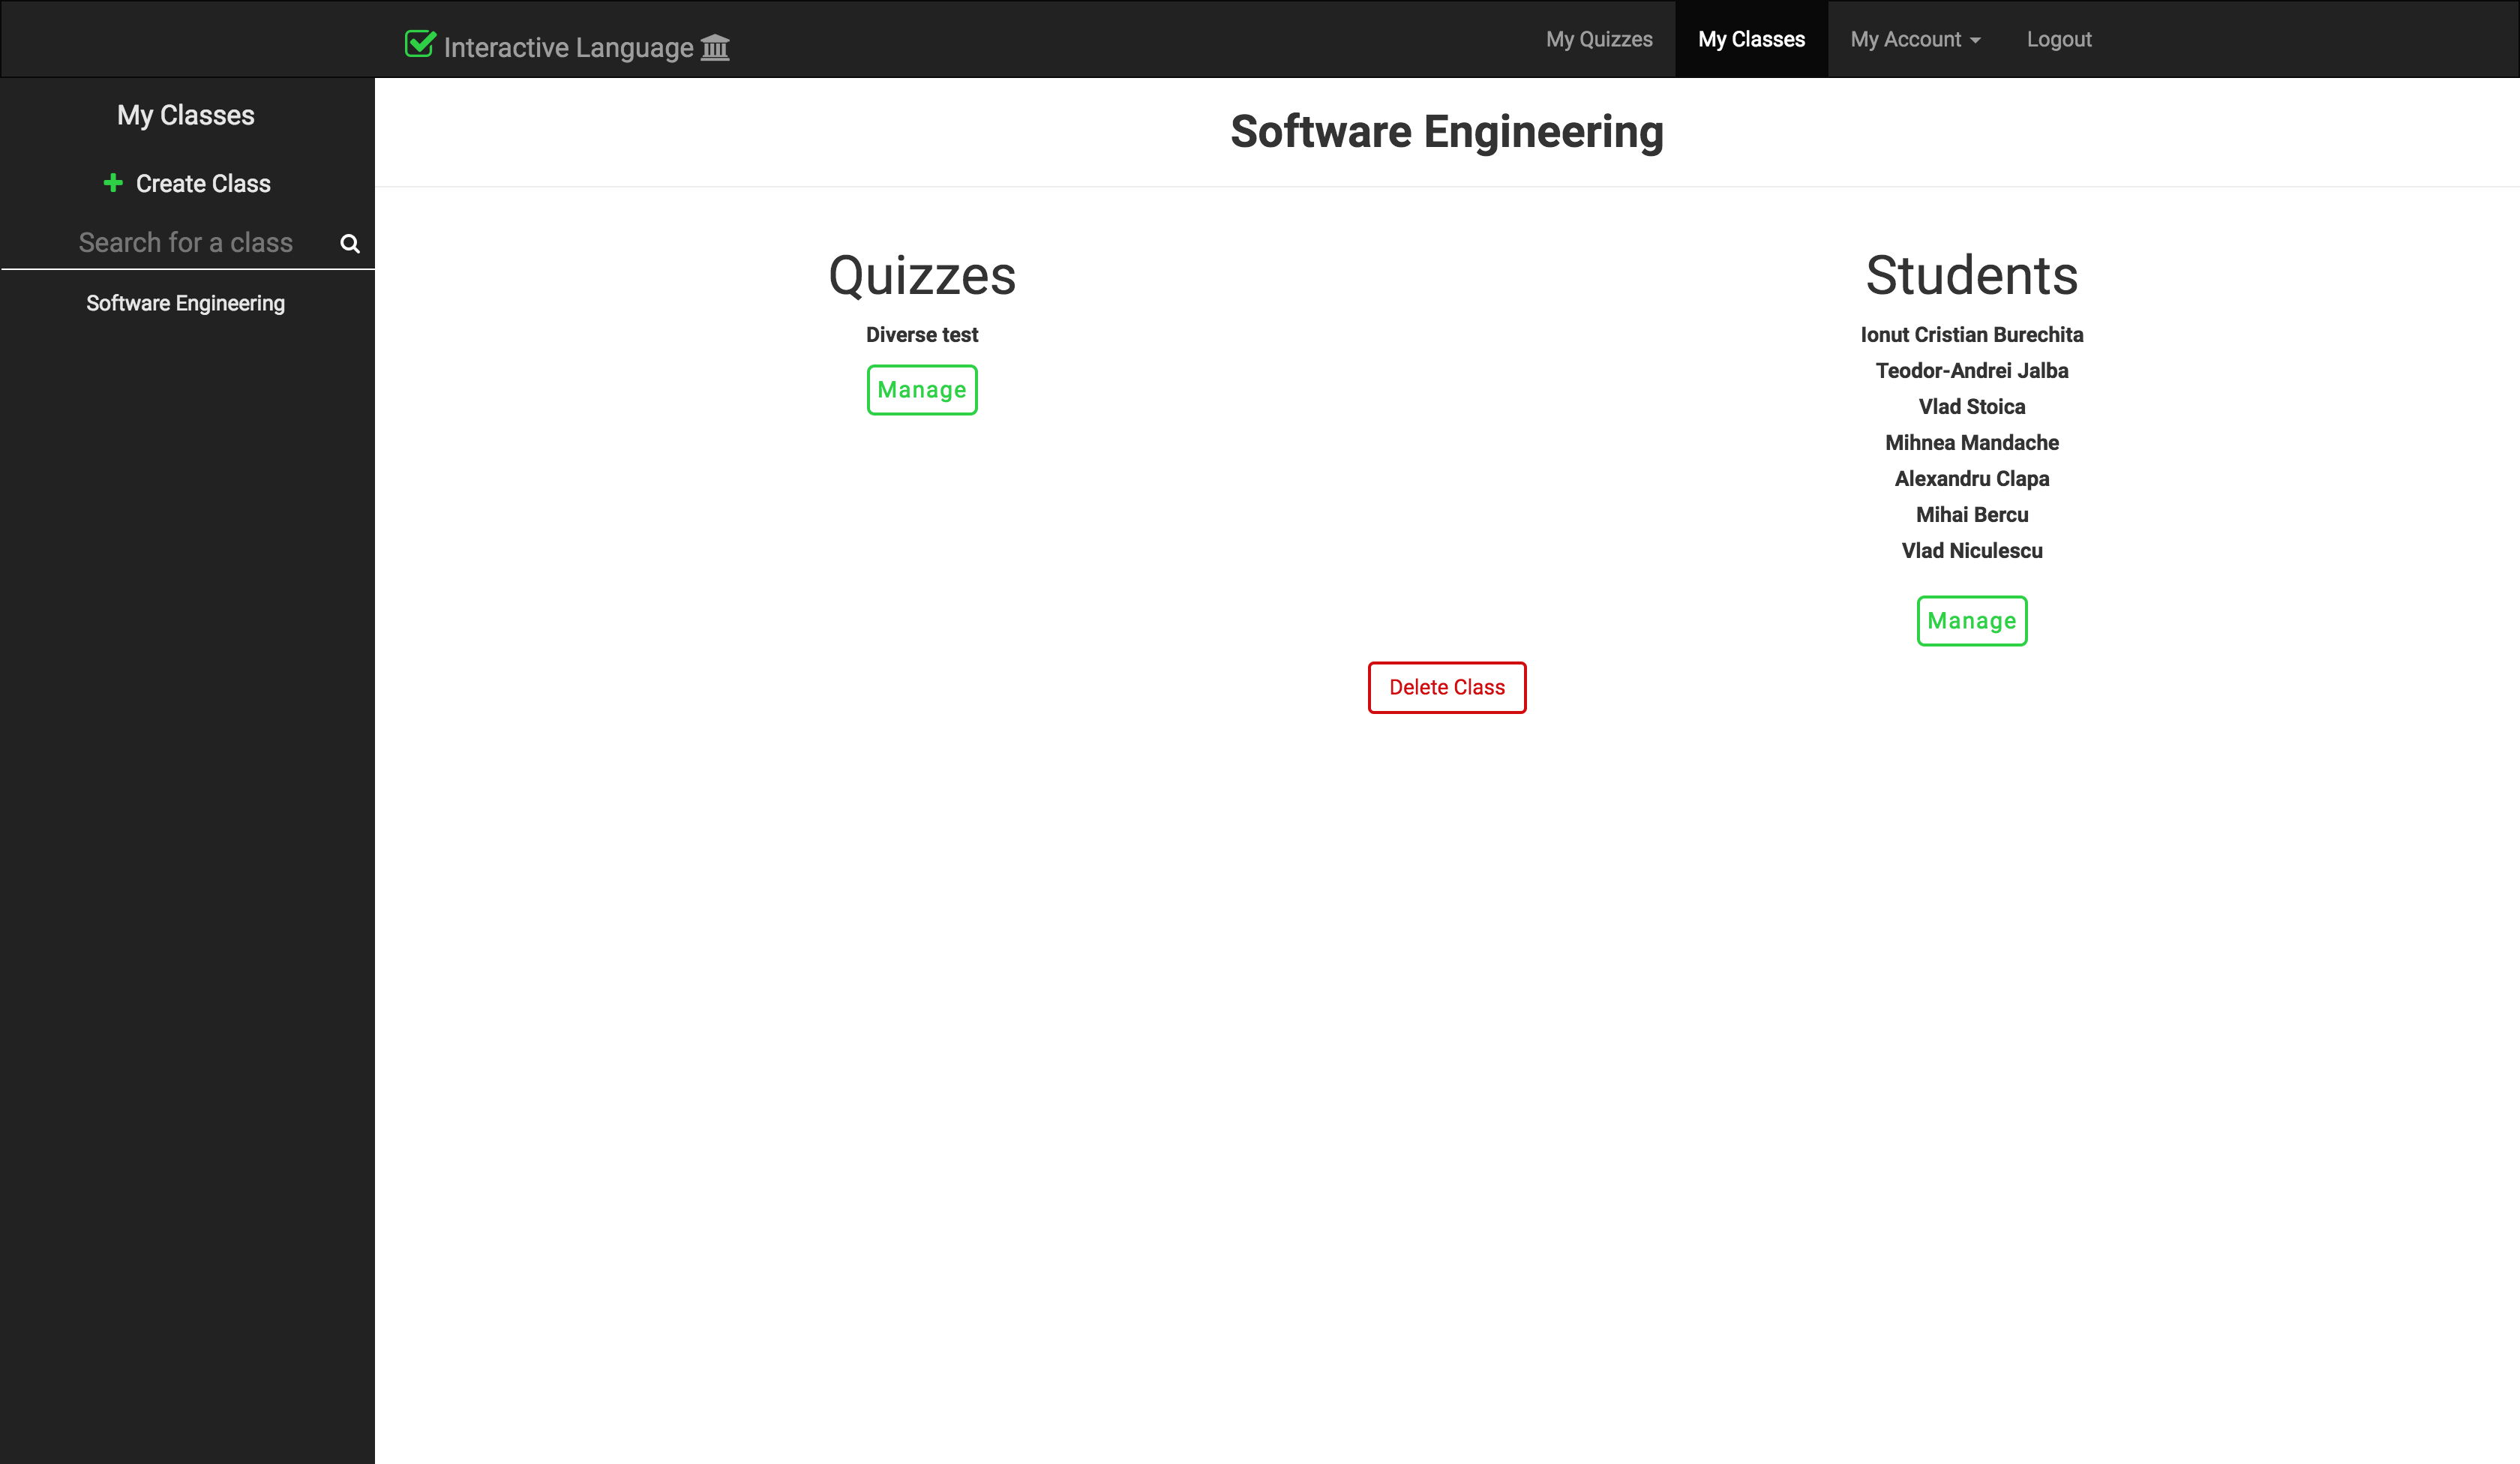 Interactive Language
My Quizzes
My Classes
My Account
Logout
My Classes
Create Class
Search for a class
Software Engineering
Software Engineering
Quizzes
Diverse test
Manage
Students
Ionut Cristian Burechita
Teodor-Andrei Jalba
Vlad Stoica
Mihnea Mandache
Alexandru Clapa
Mihai Bercu
Vlad Niculescu
Manage
Delete Class